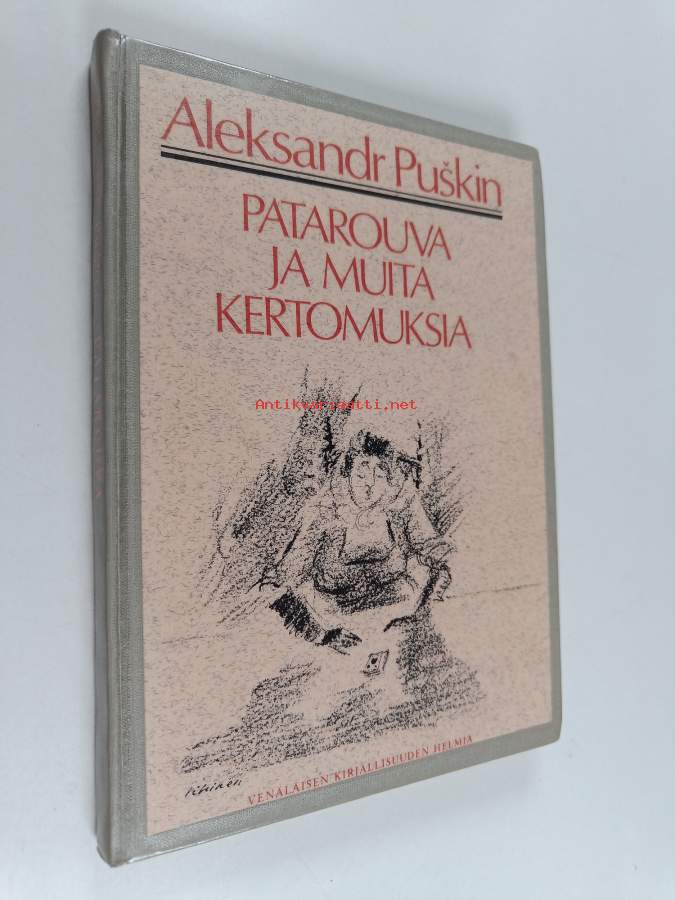 Aleksandr Puškin
PATAROUVA
JA MUITA
KERTOMUKSIA
Antikvariaatti.net
VENÄLÄISEN KIRJALLISUUDEN HELMIÄ